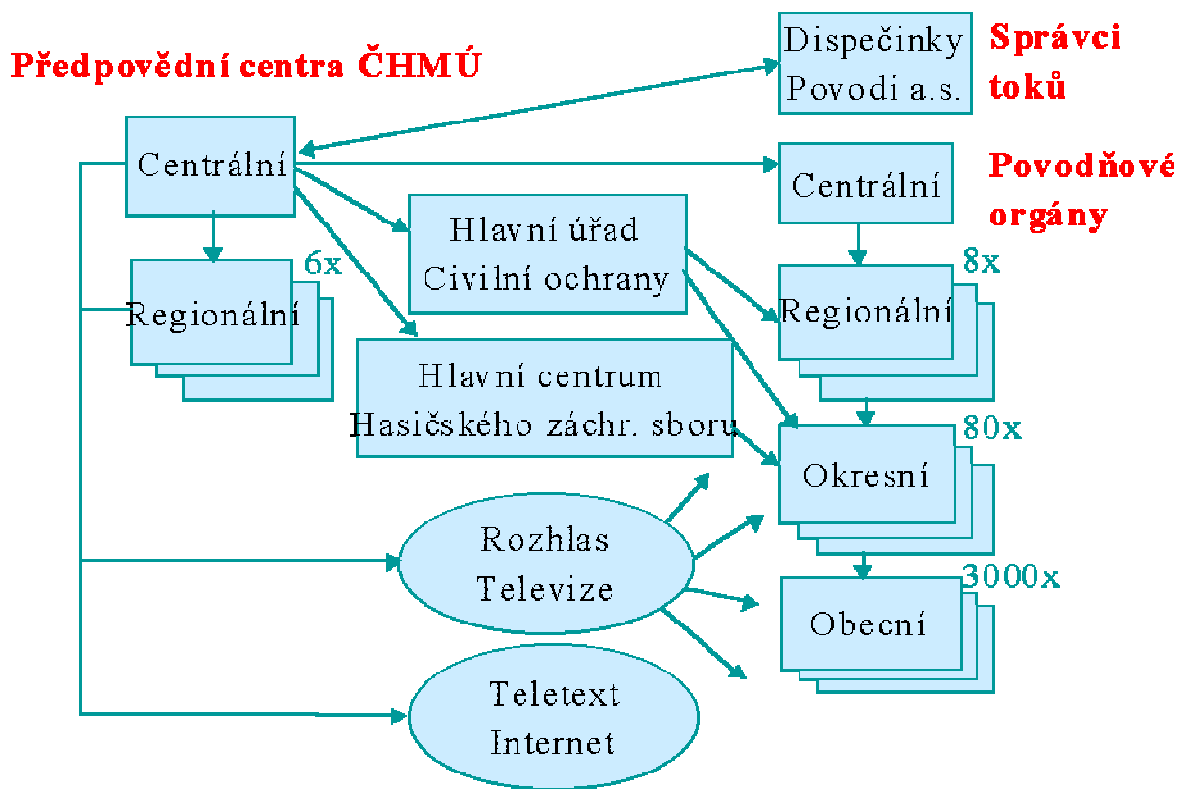 Předpovědní centra ČHMÚ
Dispečinky
Povodi a.s.
Správci
toků
Centrální
Centrální
Povodňové
orgány
Hlavní úřad
Civilní ochrany
6x
Regionální
8x
Regionální
Hlavní centrum
Hasičského záchr. sboru
80x
Okresní
Rozhlas
Televize
3000x
Obecní
Teletext
Internet